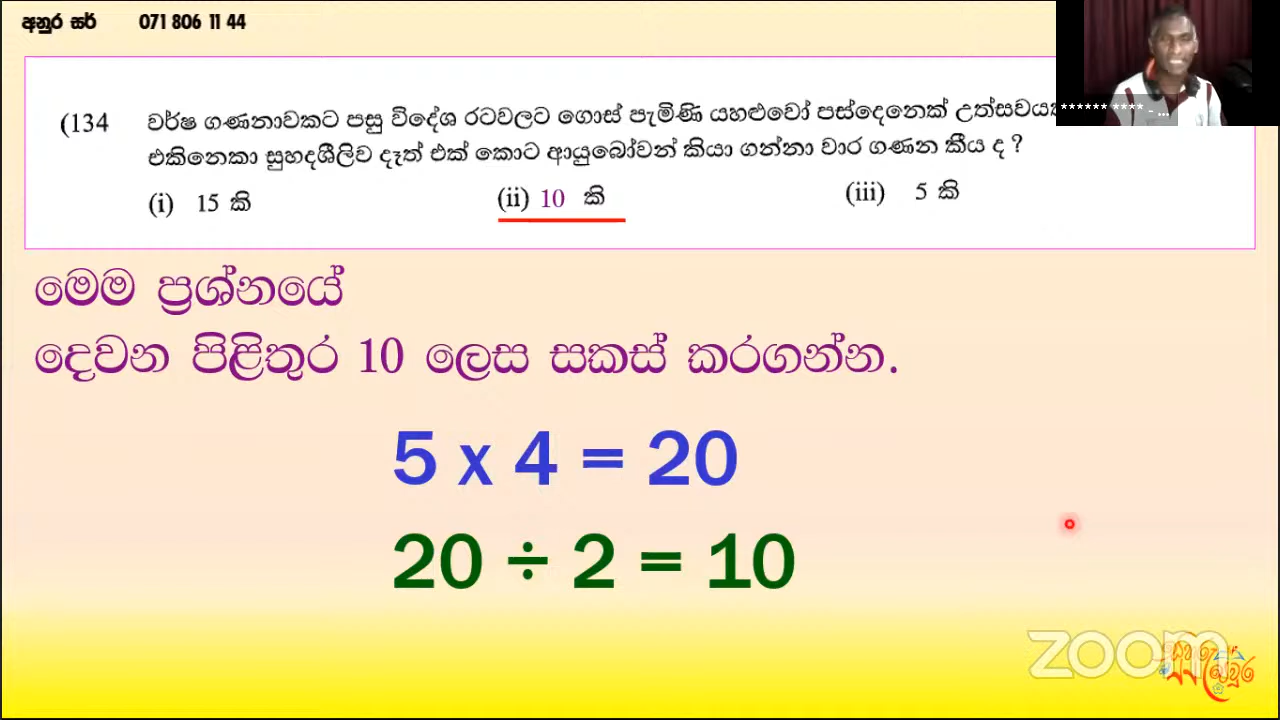 අනුර සර් 071 806 11 44
(134 වර්ෂ ගණනාවකට පසු විදේශ රටවලට ගොස් පැමිණි යහළුවෝ පස්දෙනෙක්
එකිනෙකා සුහදශීලිව දෑත් එක් කොට ආයුබෝවන් කියා ගන්නා වාර ගණන කීය ද ?
(i) 15 කි (ii) 10 කි (iii) 5 කි
මෙම ප්‍රශ්නයේ
දෙවන පිළිතුර 10 ලෙස සකස් කරගන්න.
5 x 4 = 20
20 ÷ 2 = 10
zoom